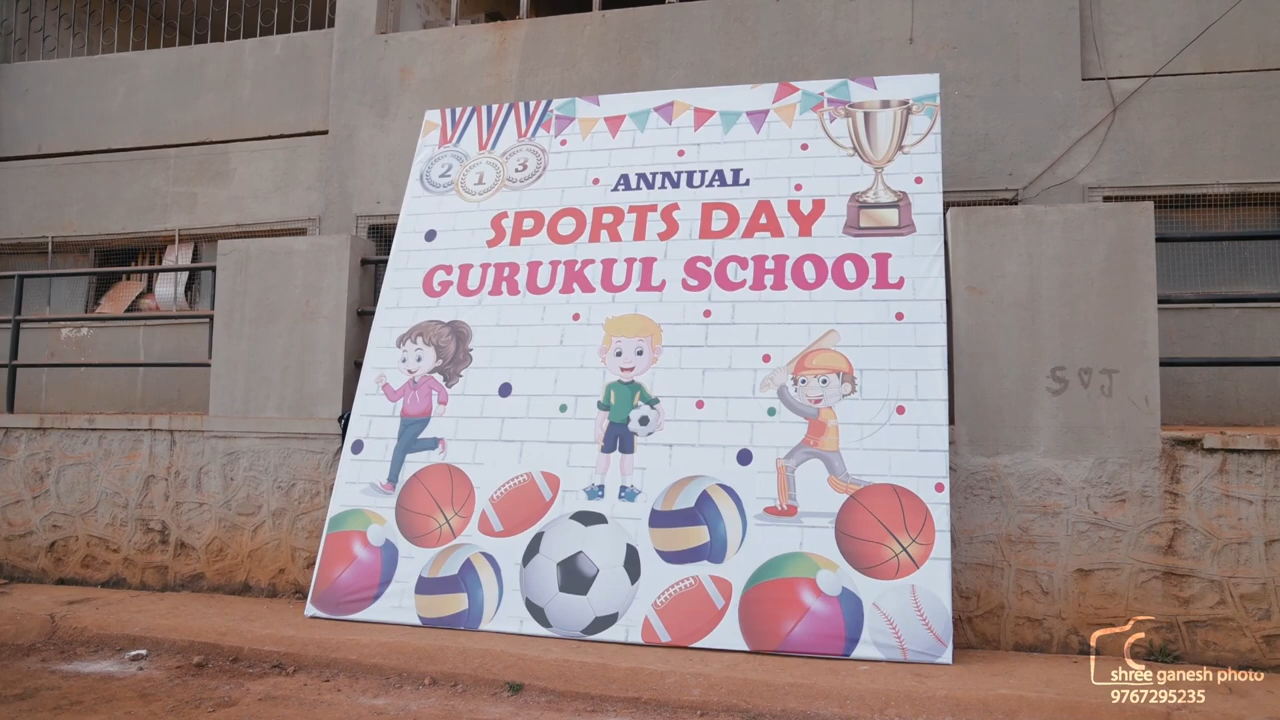 2 1 3
ANNUAL
SPORTS DAY
GURUKUL SCHOOL
S♡J
shree ganesh photo
9767295235